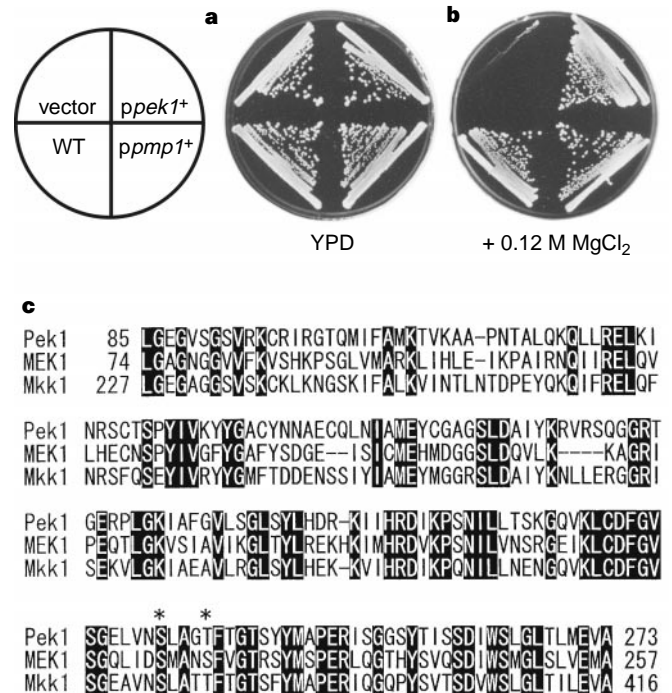 a
b
vector
ppek1+
WT
ppmp1+
YPD
+ 0.12 M MgCl2
c
Pek1 85 LGEGVSGSVRKCRIRGTQMIFAMKTVKAA-PNTALQKQLLRELKI
MEK1 74 LGAGNGGVVFKVSHKPSGLVMARKLIHLE-IKPAIRNQIIRELQV
Mkk1 227 LGEGAGGSVSKCKLKNGSKIFALKVINTLNTDPEYQKQIFRELQF
Pek1 NRSCTSPYIVKYYGACYNNAECQLNIAMEYCGAGSLDAIYKRVRSQGGRT
MEK1 LHECNSPYIVGFYGAFYSDGE--ISICMEHMDGGSLDQVLK----KAGRI
Mkk1 NRSFQSEYIVRYYGMFTDDENSSIYIAMEYMGGRSLDAIYKNLLERGGRI
Pek1 GERPLGKIAFGVLSGLSYLHDR-KIIHRDIKPSNILLTSKGQVKLCDFGV
MEK1 PEQTLGKVSIAVIKGLTYLREKHKIMHRDVKPSNILVNSRGEIKLCDFGV
Mkk1 SEKVLGKIAEAVLRGLSYLHEK-KVIHRDIKPQNILLNENGQVKLCDFGV
* *
Pek1 SGELVNSLAGTFTGTSYYMAPERISGGSYTISSDIWSLGLTLMEVA 273
MEK1 SGQLIDSMANSFVGTRSYMSPERLQGTHYSVQSDIWSMGLSLVEMA 257
Mkk1 SGEAVNSLATTFTGTSFYMAPERIQGQPYSVTSDVWSLGLTILEVA 416